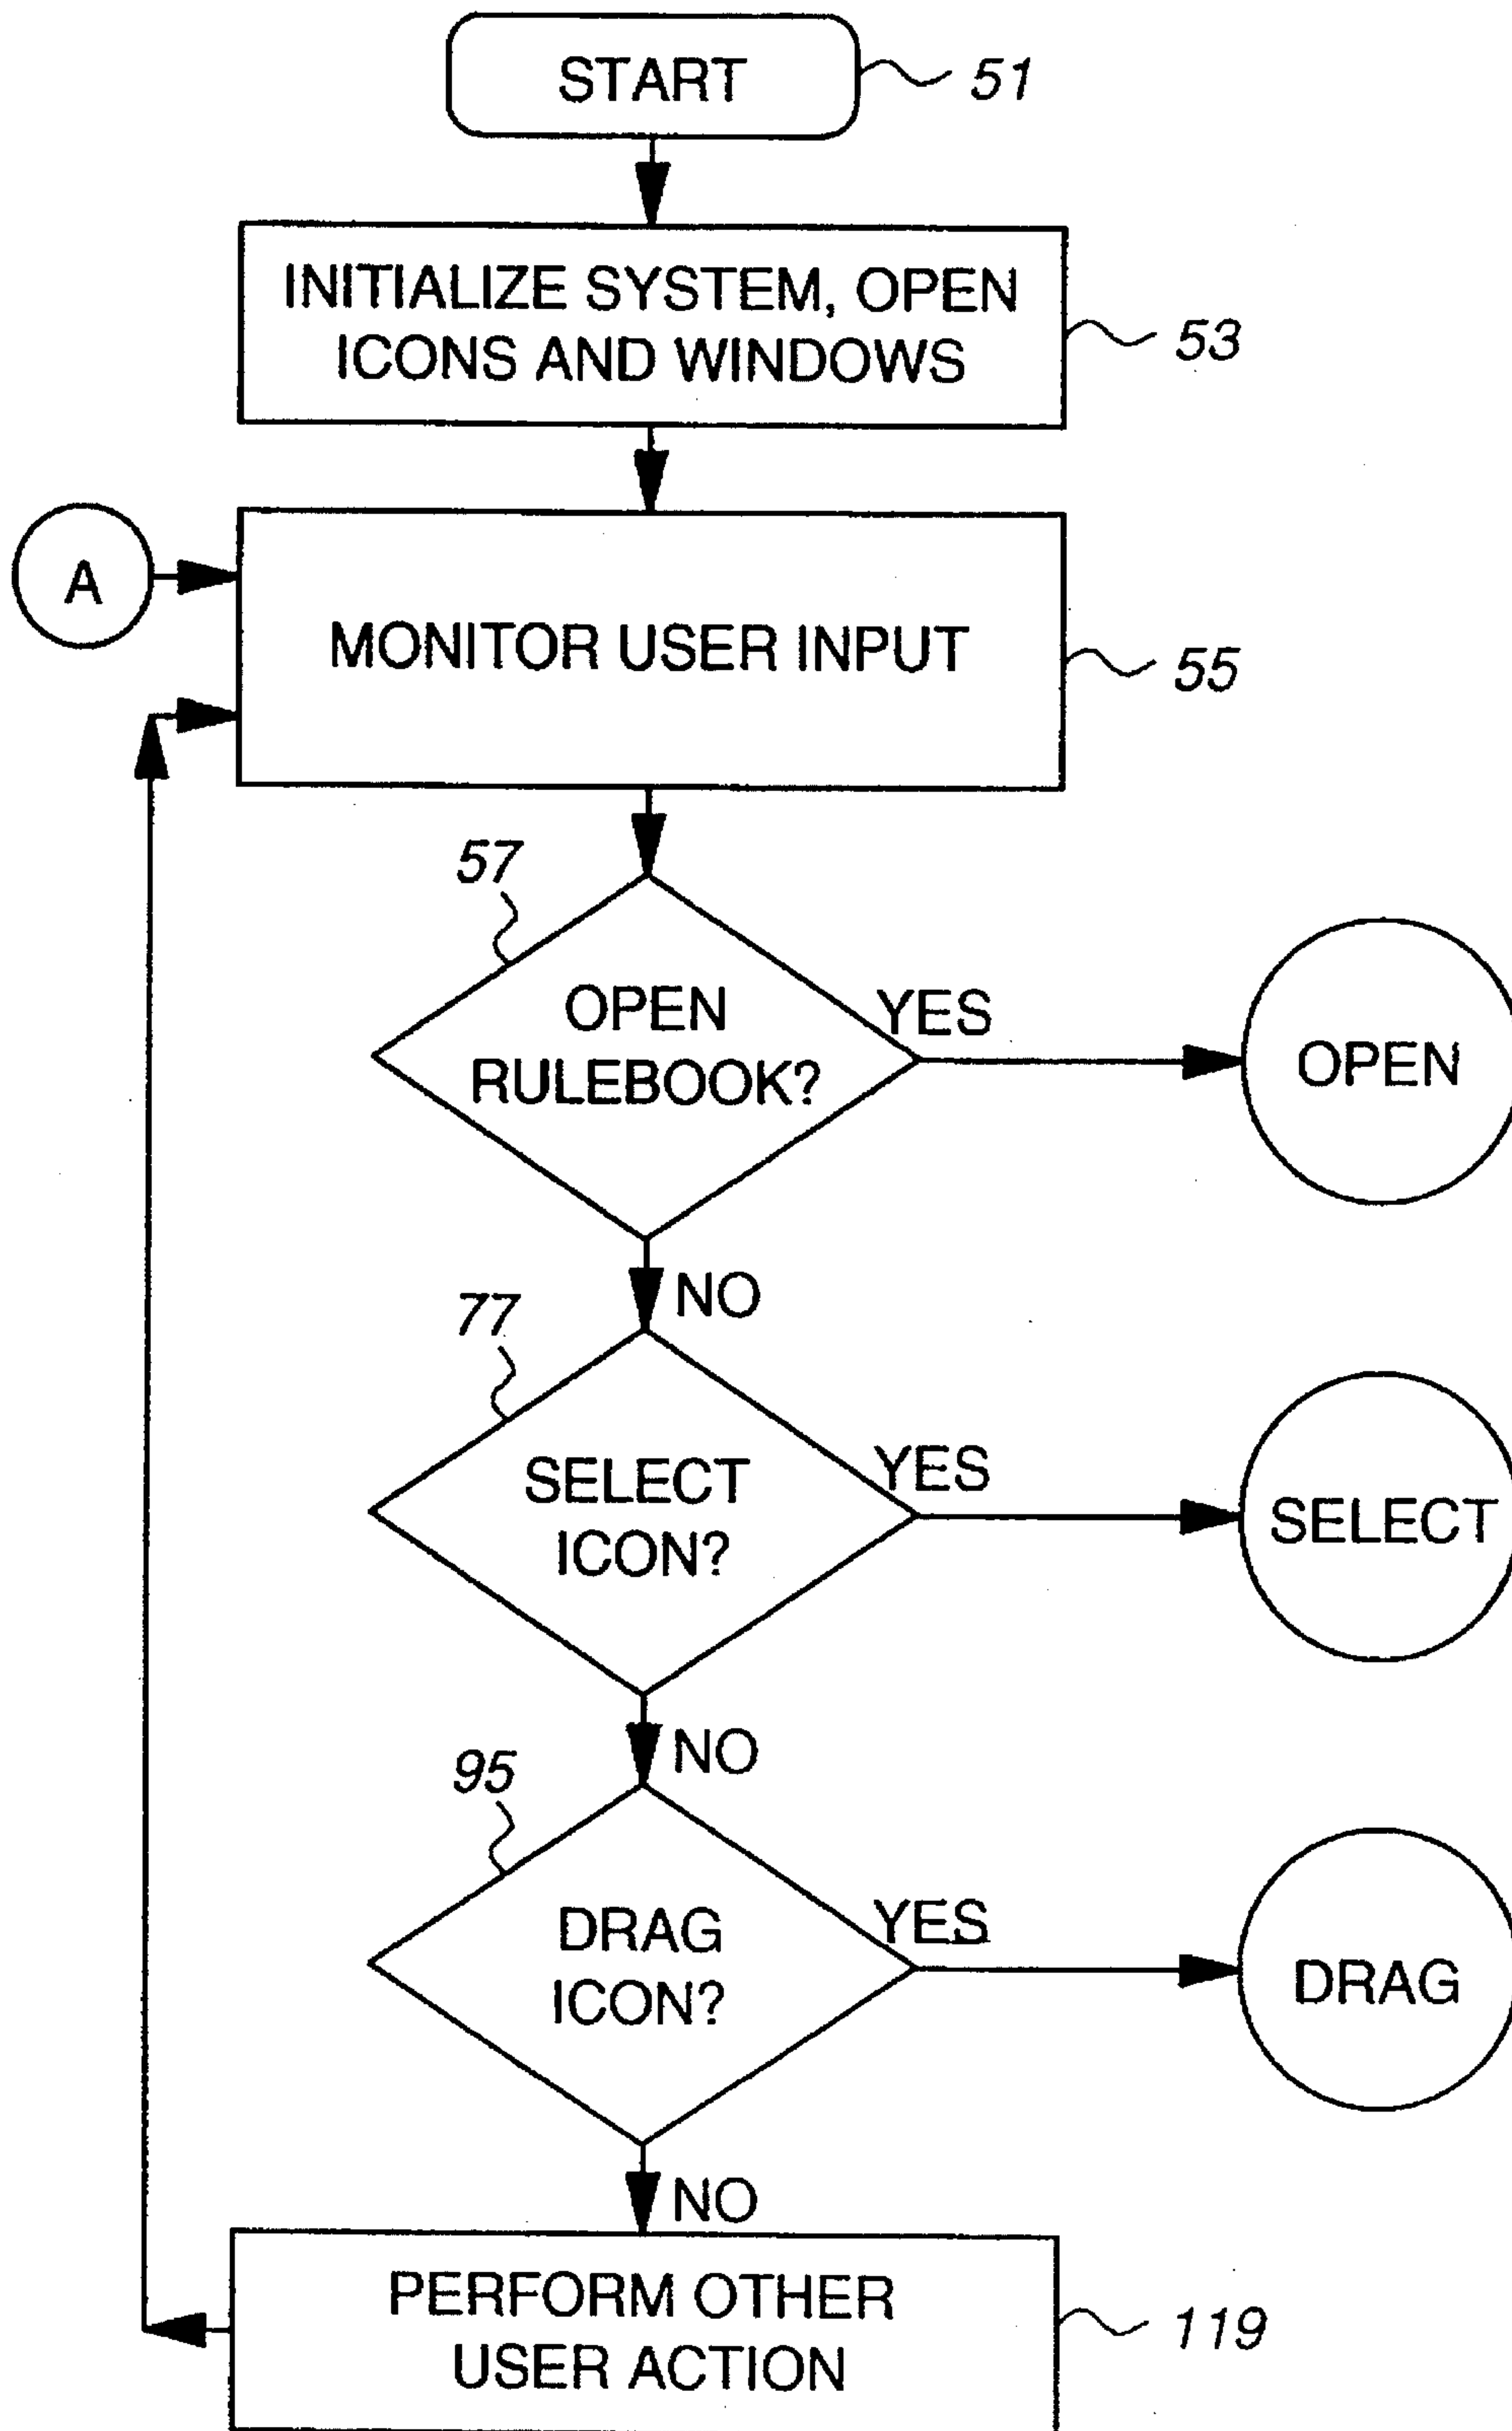 START
51
INITIALIZE SYSTEM, OPEN
ICONS AND WINDOWS
53
A
MONITOR USER INPUT
55
57
OPEN
RULEBOOK?
YES
OPEN
NO
77
SELECT
ICON?
YES
SELECT
NO
95
DRAG
ICON?
YES
DRAG
NO
PERFORM OTHER
USER ACTION
119